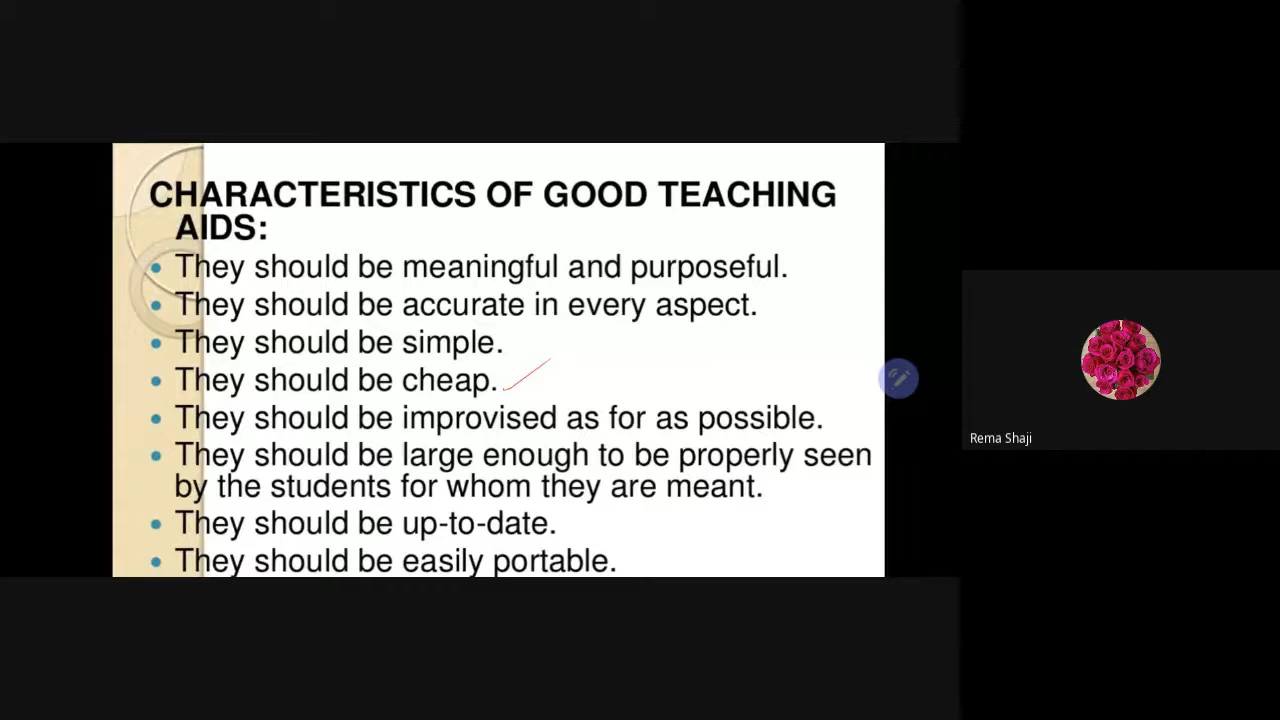 CHARACTERISTICS OF GOOD TEACHING
AIDS:
They should be meaningful and purposeful.
They should be accurate in every aspect.
They should be simple.
They should be cheap.
They should be improvised as for as possible.
They should be large enough to be properly seen
by the students for whom they are meant.
They should be up-to-date.
They should be easily portable.
Rema Shaji